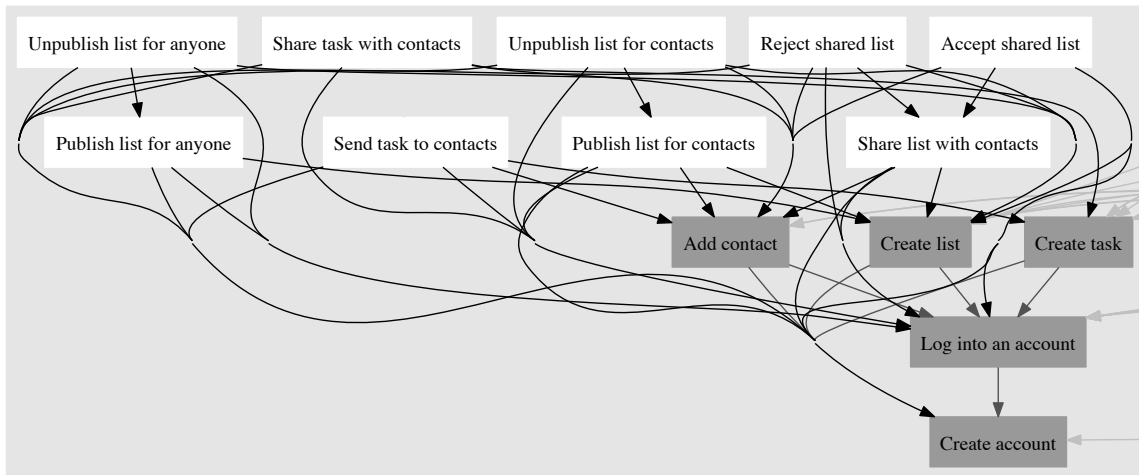 Unpublish list for anyone
Share task with contacts
Unpublish list for contacts
Reject shared list
Accept shared list
Publish list for anyone
Send task to contacts
Publish list for contacts
Share list with contacts
Add contact
Create list
Create task
Log into an account
Create account